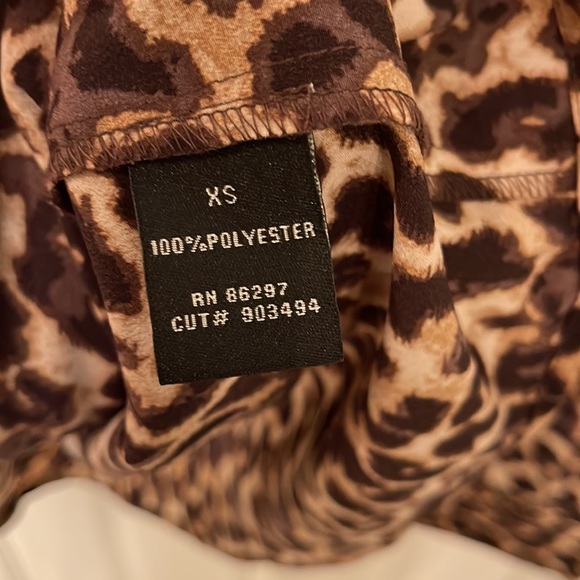 XS
100%POLYESTER
RN 86297
CUT# 903494